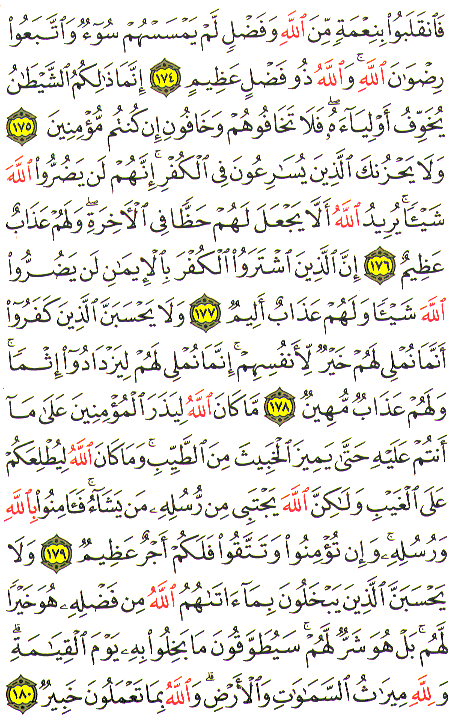 فَٱنقَلَبُوا۟ بِنِعْمَةٍ مِّنَ ٱللَّهِ وَفَضْلٍ لَّمْ يَمْسَسْهُمْ سُوٓءٌ وَٱتَّبَعُوا۟
رِضْوَٰنَ ٱللَّهِ ۗ وَٱللَّهُ ذُو فَضْلٍ عَظِيمٍ ١٧٤ إِنَّمَا ذَٰلِكُمُ ٱلشَّيْطَٰنُ
يُخَوِّفُ أَوْلِيَآءَهُۥ فَلَا تَخَافُوهُمْ وَخَافُونِ إِن كُنتُم مُّؤْمِنِينَ ١٧٥
وَلَا يَحْزُنكَ ٱلَّذِينَ يُسَٰرِعُونَ فِى ٱلْكُفْرِ ۚ إِنَّهُمْ لَن يَضُرُّوا۟ ٱللَّهَ
شَيْـًٔا ۗ يُرِيدُ ٱللَّهُ أَلَّا يَجْعَلَ لَهُمْ حَظًّا فِى ٱلْءَاخِرَةِ ۖ وَلَهُمْ عَذَابٌ
عَظِيمٌ ١٧٦ إِنَّ ٱلَّذِينَ ٱشْتَرَوُا۟ ٱلْكُفْرَ بِٱلْإِيمَٰنِ لَن يَضُرُّوا۟
ٱللَّهَ شَيْـًٔا وَلَهُمْ عَذَابٌ أَلِيمٌ ١٧٧ وَلَا يَحْسَبَنَّ ٱلَّذِينَ كَفَرُوٓا۟
أَنَّمَا نُمْلِى لَهُمْ خَيْرٌ لِّأَنفُسِهِمْ ۚ إِنَّمَا نُمْلِى لَهُمْ لِيَزْدَادُوٓا۟ إِثْمًا ۚ
وَلَهُمْ عَذَابٌ مُّهِينٌ ١٧٨ مَّا كَانَ ٱللَّهُ لِيَذَرَ ٱلْمُؤْمِنِينَ عَلَىٰ مَآ
أَنتُمْ عَلَيْهِ حَتَّىٰ يَمِيزَ ٱلْخَبِيثَ مِنَ ٱلطَّيِّبِ ۗ وَمَا كَانَ ٱللَّهُ لِيُطْلِعَكُمْ
عَلَى ٱلْغَيْبِ وَلَٰكِنَّ ٱللَّهَ يَجْتَبِى مِن رُّسُلِهِۦ مَن يَشَآءُ ۖ فَـَٔامِنُوا۟ بِٱللَّهِ
وَرُسُلِهِۦ ۚ وَإِن تُؤْمِنُوا۟ وَتَتَّقُوا۟ فَلَكُمْ أَجْرٌ عَظِيمٌ ١٧٩ وَلَا
يَحْسَبَنَّ ٱلَّذِينَ يَبْخَلُونَ بِمَآ ءَاتَىٰهُمُ ٱللَّهُ مِن فَضْلِهِۦ هُوَ خَيْرًا
لَّهُم ۖ بَلْ هُوَ شَرٌّ لَّهُمْ ۖ سَيُطَوَّقُونَ مَا بَخِلُوا۟ بِهِۦ يَوْمَ ٱلْقِيَٰمَةِ ۗ
وَلِلَّهِ مِيرَٰثُ ٱلسَّمَٰوَٰتِ وَٱلْأَرْضِ ۗ وَٱللَّهُ بِمَا تَعْمَلُونَ خَبِيرٌ ١٨٠